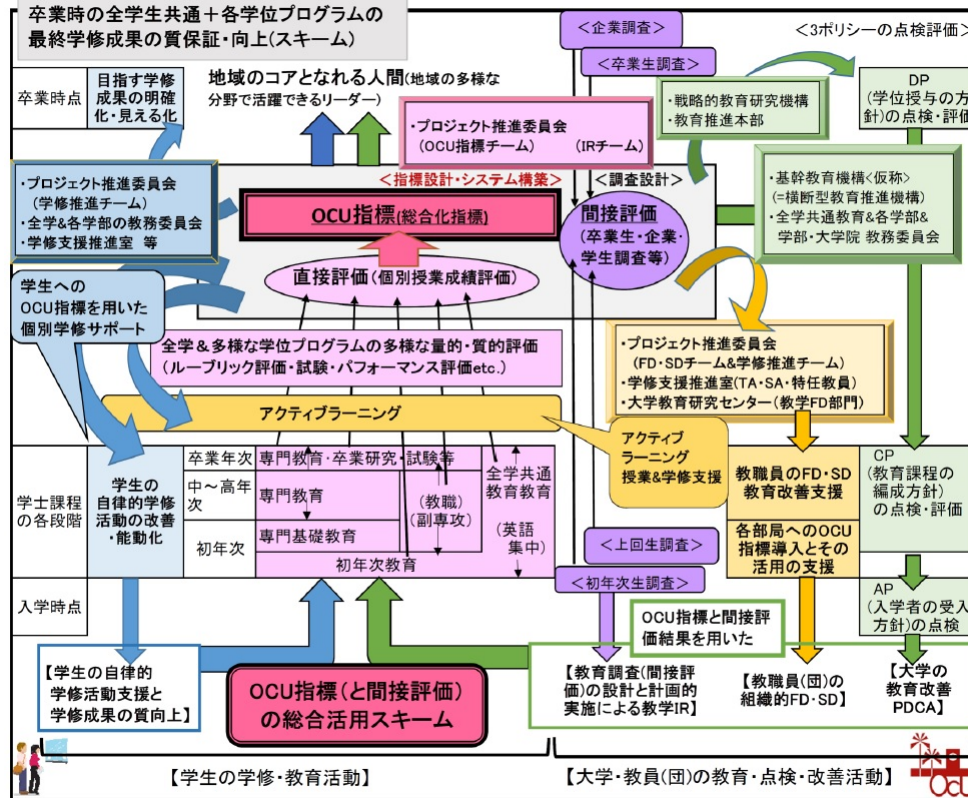 卒業時の全学生共通＋各学位プログラムの
最終学修成果の質保証・向上(スキーム)
＜企業調査＞
＜卒業生調査＞
＜3ポリシーの点検評価＞
卒業時点
目指す学修
成果の明確
化・見える化
地域のコアとなれる人間(地域の多様な
分野で活躍できるリーダー)
・プロジェクト推進委員会
(OCU指標チーム)
(IRチーム)
・戦略的教育研究機構
・教育推進本部
DP
(学位授与の方
針)の点検・評価
・プロジェクト推進委員会
(学修推進チーム)
・全学&各学部の教務委員会
・学修支援推進室 等
＜指標設計・システム構築＞
＜調査設計＞
OCU指標(総合化指標)
間接評価
(卒業生・企業・
学生調査等)
・基幹教育機構＜仮称＞
(=横断型教育推進機構)
・全学共通教育&各学部&
学部・大学院 教務委員会
直接評価(個別授業成績評価)
学生への
OCU指標を用いた
個別学修サポート
全学＆多様な学位プログラムの多様な量的・質的評価
(ルーブリック評価・試験・パフォーマンス評価etc.)
・プロジェクト推進委員会
(FD・SDチーム&学修推進チーム)
・学修支援推進室(TA・SA・特任教員)
・大学教育研究センター(教学FD部門)
アクティブラーニング
アクティブ
ラーニング
授業&学修支援
学士課程
の各段階
学生の
自律的学修
活動の改善
・能動化
卒業年次
専門教育・卒業研究・試験等
中～高年
次
専門教育
初年次
専門基礎教育
初年次教育
(教職)
(副専攻)
全学共通
教育教育
(英語
集中)
教職員のFD・SD
教育改善支援
各部局へのOCU
指標導入とその
活用の支援
CP
(教育課程の
編成方針)
の点検・評価
＜上回生調査＞
＜初年次生調査＞
入学時点
AP
(入学者の受入
方針)の点検
OCU指標と間接評
価結果を用いた
【学生の自律的
学修活動支援と
学修成果の質向上】
OCU指標(と間接評価)
の総合活用スキーム
【教育調査(間接評
価)の設計と計画的
実施による教学IR】
【教職員(団)の
組織的FD・SD】
【大学の
教育改善
PDCA】
【学生の学修・教育活動】
【大学・教員(団)の教育・点検・改善活動】
OCU